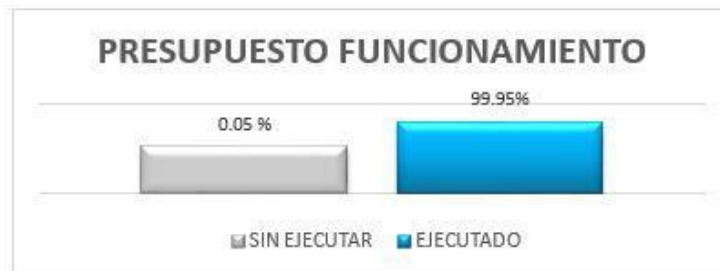 PRESUPUESTO FUNCIONAMIENTO
99.95%
0.05 %
SIN EJECUTAR EJECUTADO